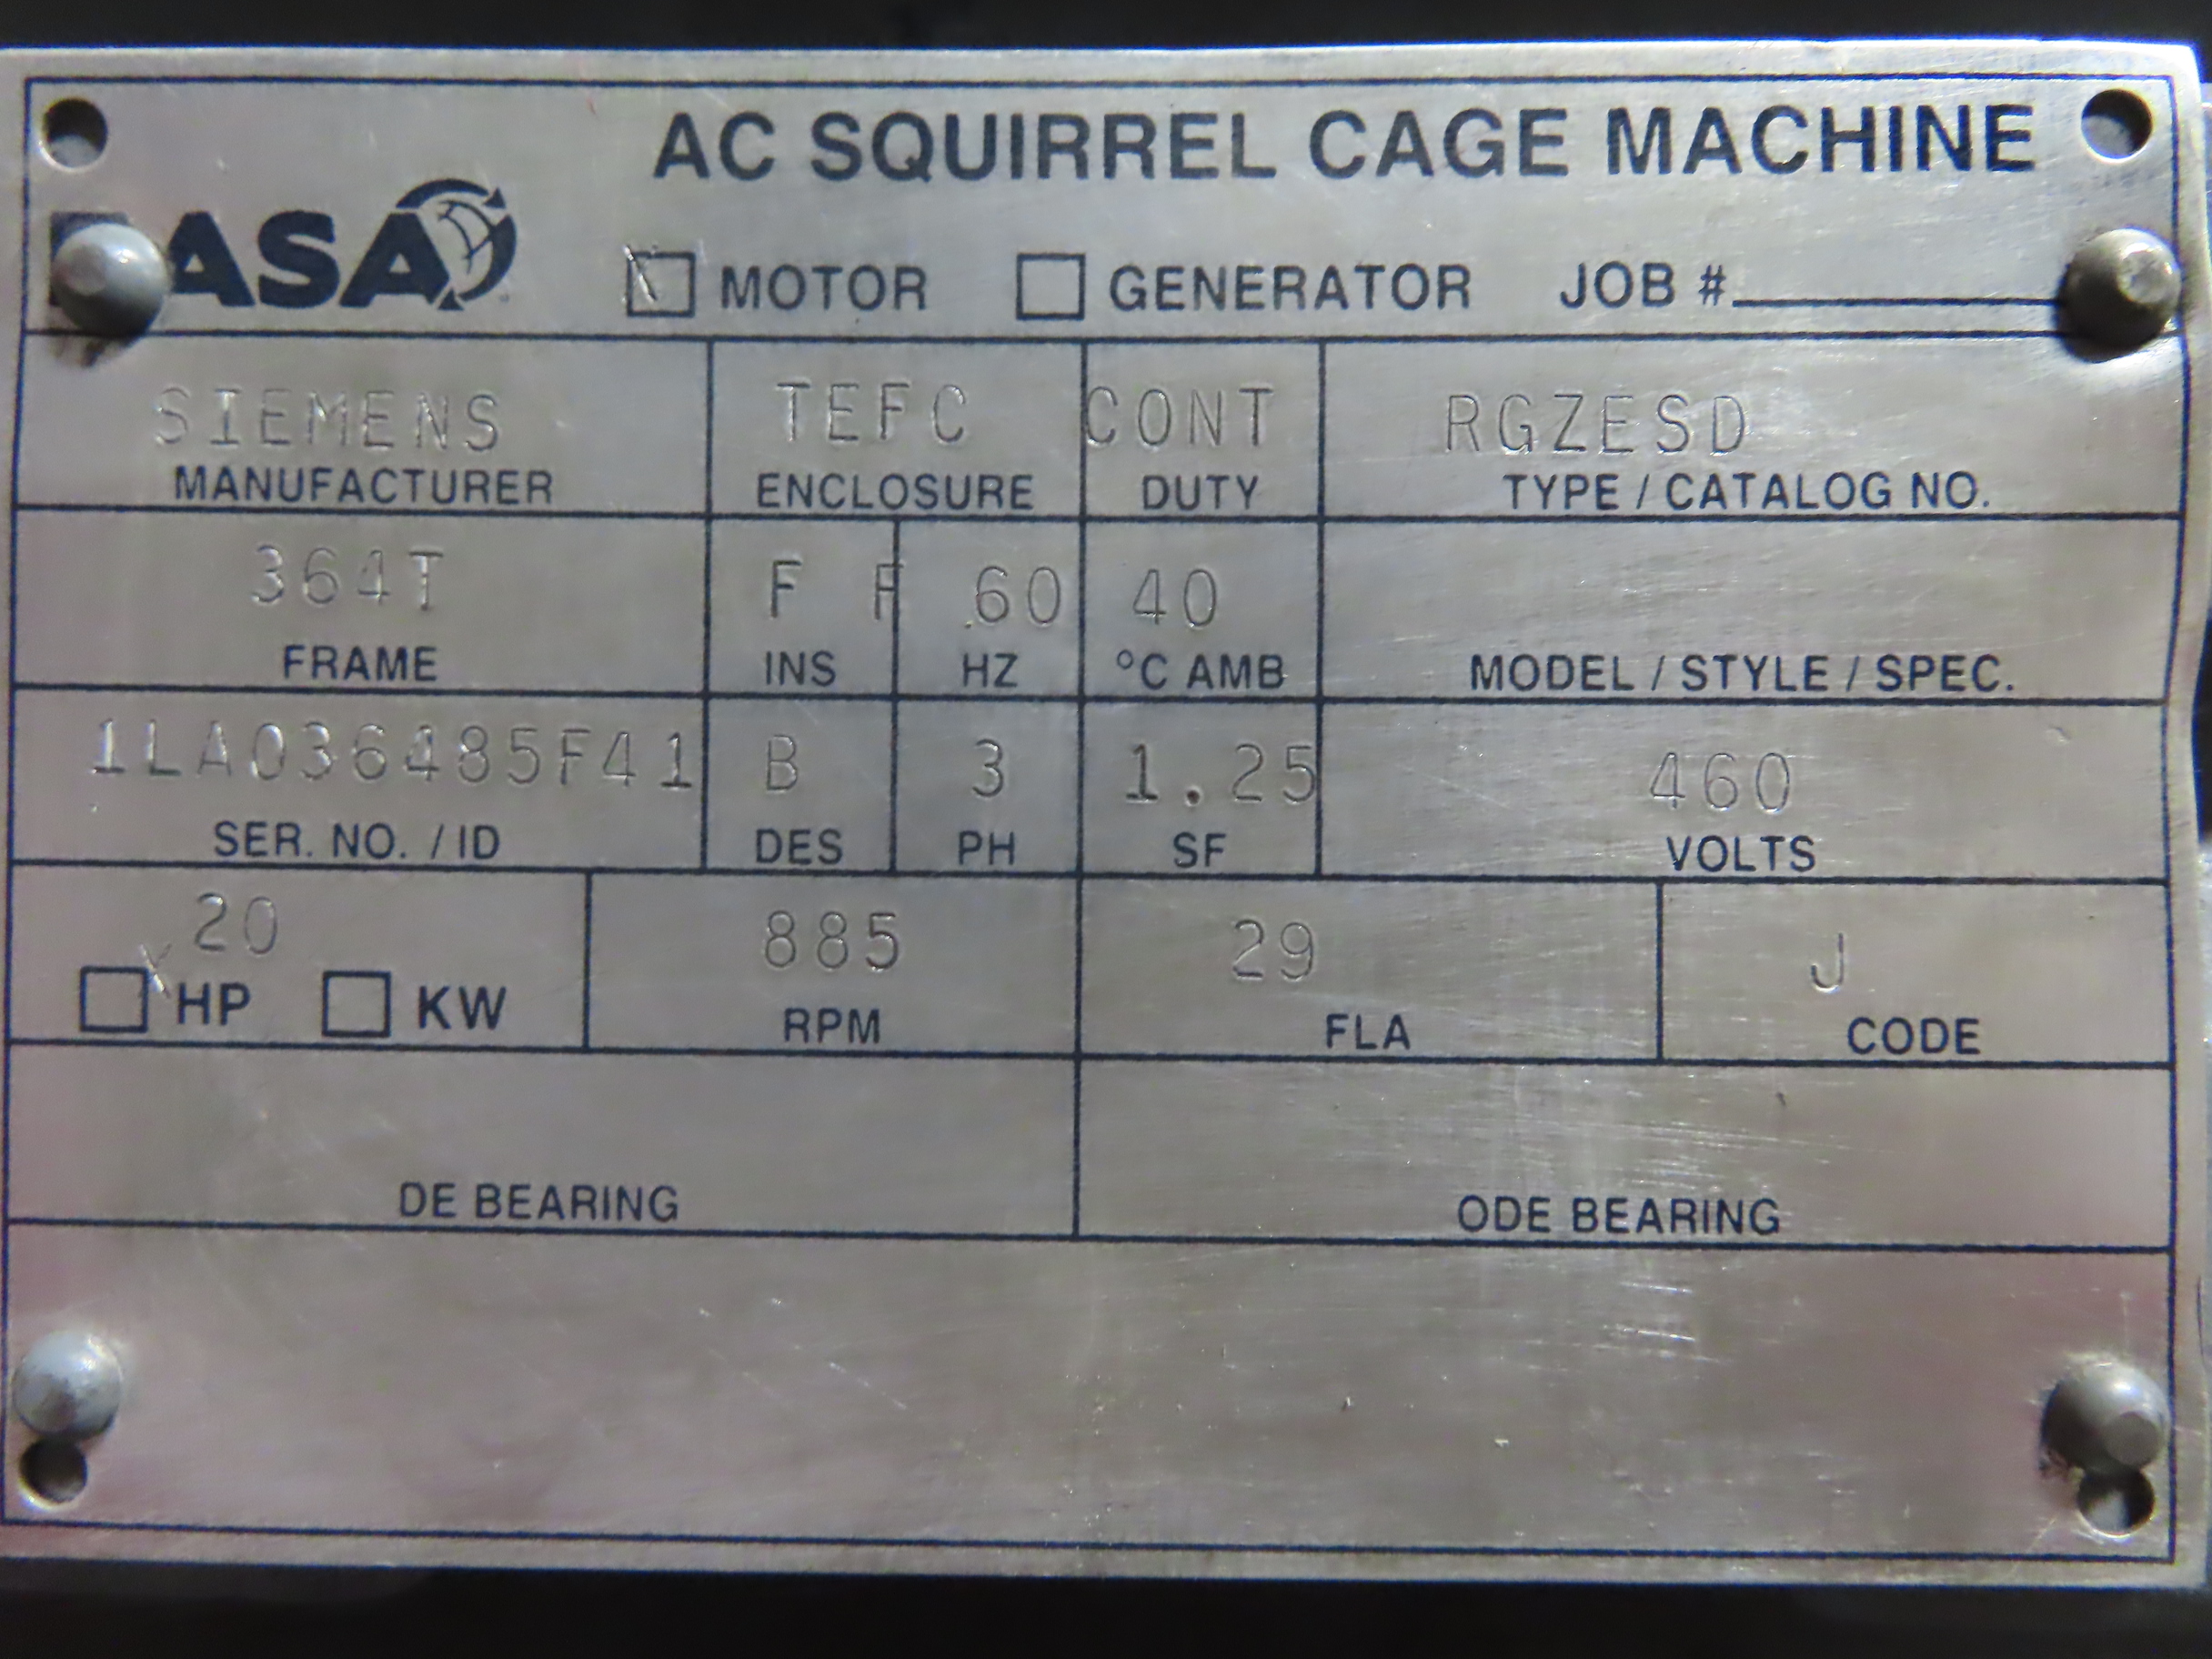 AC SQUIRREL CAGE MACHINE
EASA
MOTOR GENERATOR JOB #
SIEMENS TEFC CONT RGZESD
MANUFACTURER ENCLOSURE DUTY TYPE / CATALOG NO.
364T F F 60 40
FRAME INS HZ °C AMB MODEL / STYLE / SPEC.
1LA036485F41 B 3 1.25 460
SER. NO. / ID DES PH SF VOLTS
20 885 29 J
X HP KW RPM FLA CODE
DE BEARING ODE BEARING